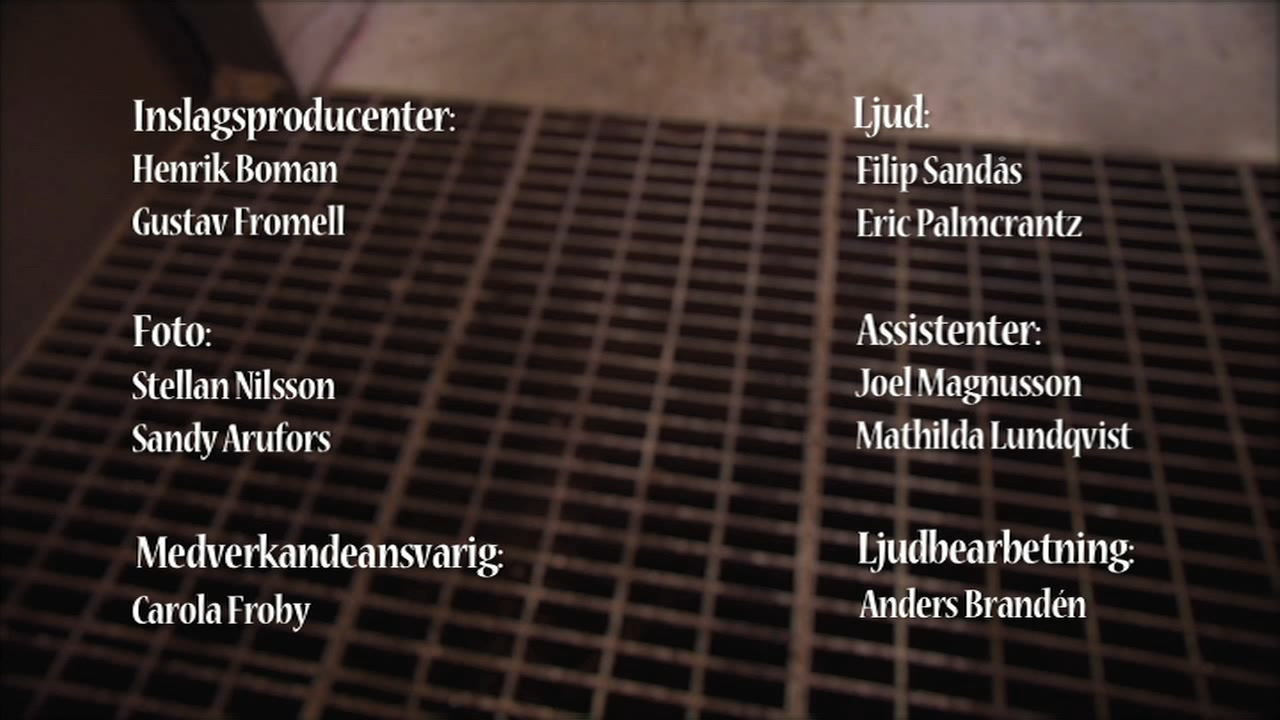 Inslagsproducenter:
Henrik Boman
Gustav Fromell
Foto:
Stellan Nilsson
Sandy Arufors
Medverkandeansvarig:
Carola Froby
Ljud:
Filip Sandås
Eric Palmcrantz
Assistenter:
Joel Magnusson
Mathilda Lundqvist
Ljudbearbetning:
Anders Brandén